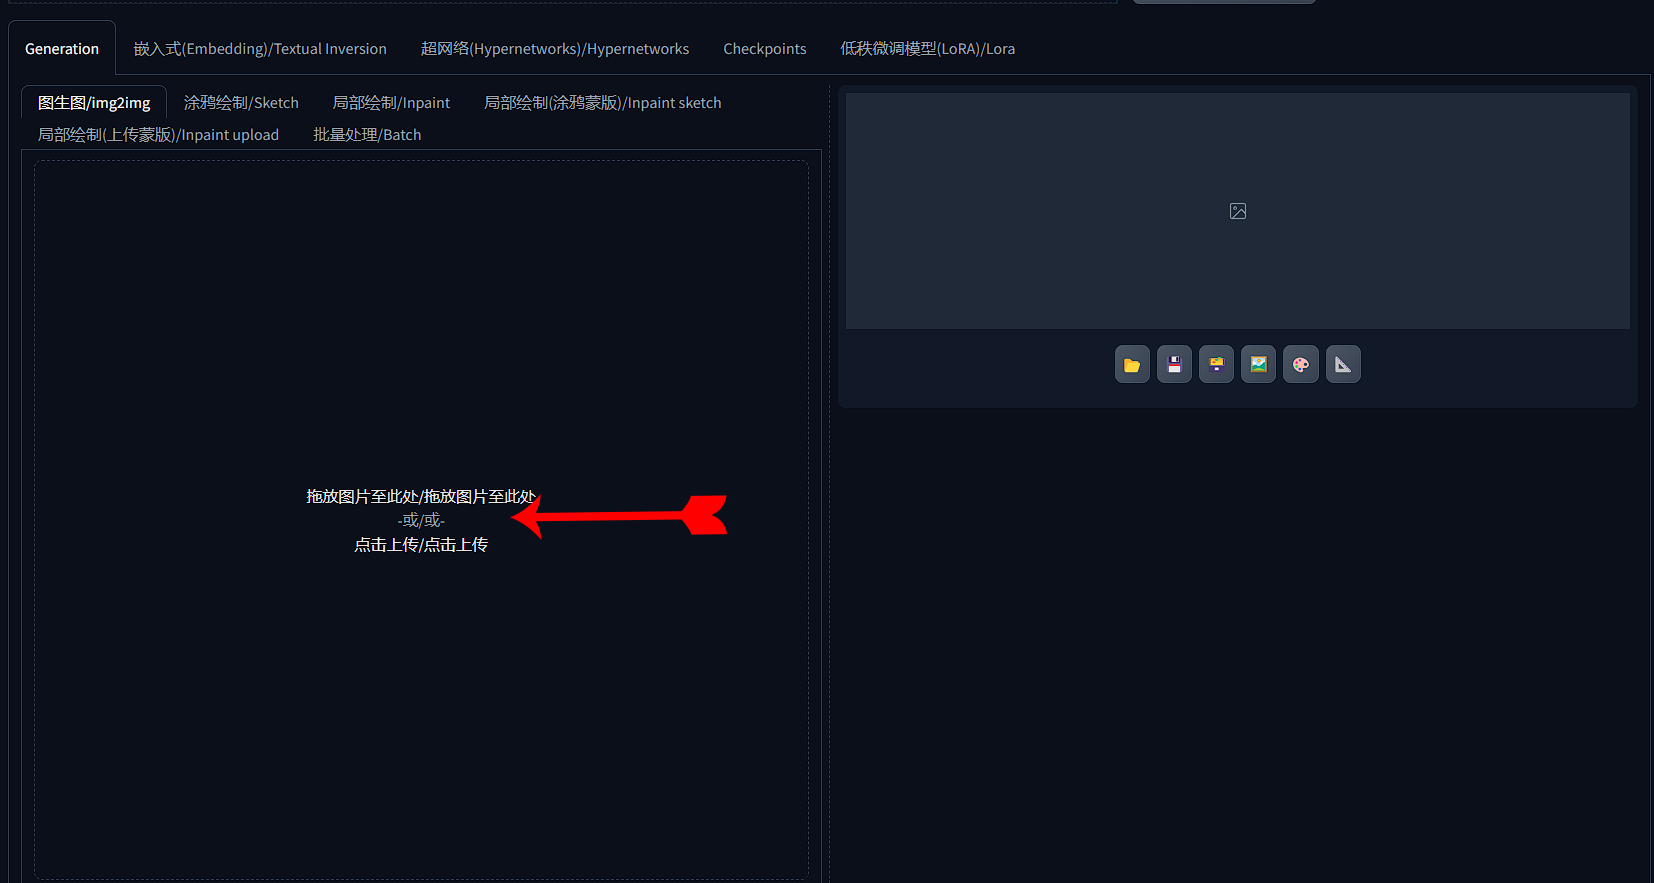 Generation 嵌入式(Embedding)/Textual Inversion 超网络(Hypernetworks)/Hypernetworks Checkpoints 低秩微调模型(LoRA)/Lora
图生图/img2img 涂鸦绘制/Sketch 局部绘制/Inpaint 局部绘制(涂鸦蒙版)/Inpaint sketch
局部绘制(上传蒙版)/Inpaint upload 批量处理/Batch
拖放图片至此处/拖放图片至此处
-或/或-
点击上传/点击上传